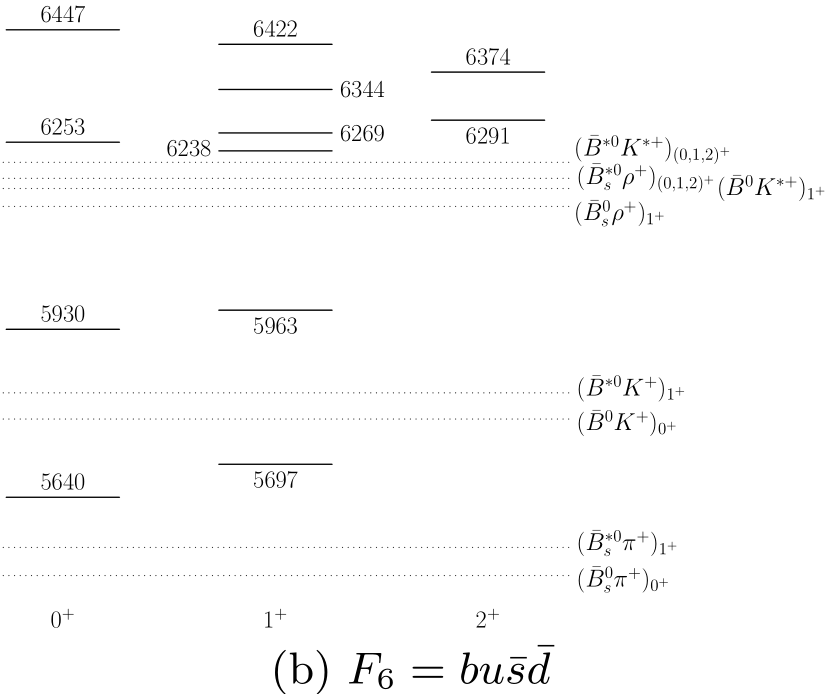 6447
6422
6374
6344
6253
6269
6238
6291
(B̄*⁰K*⁺)₍₀,₁,₂₎⁺
(B̄ₛ*⁰ρ⁺)₍₀,₁,₂₎⁺ (B̄⁰K*⁺)₁⁺
(B̄ₛ⁰ρ⁺)₁⁺
5930
5963
(B̄*⁰K⁺)₁⁺
(B̄⁰K⁺)₀⁺
5640
5697
(B̄ₛ*⁰π⁺)₁⁺
(B̄ₛ⁰π⁺)₀⁺
0⁺ 1⁺ 2⁺
(b) F₆ = bus̄d̄